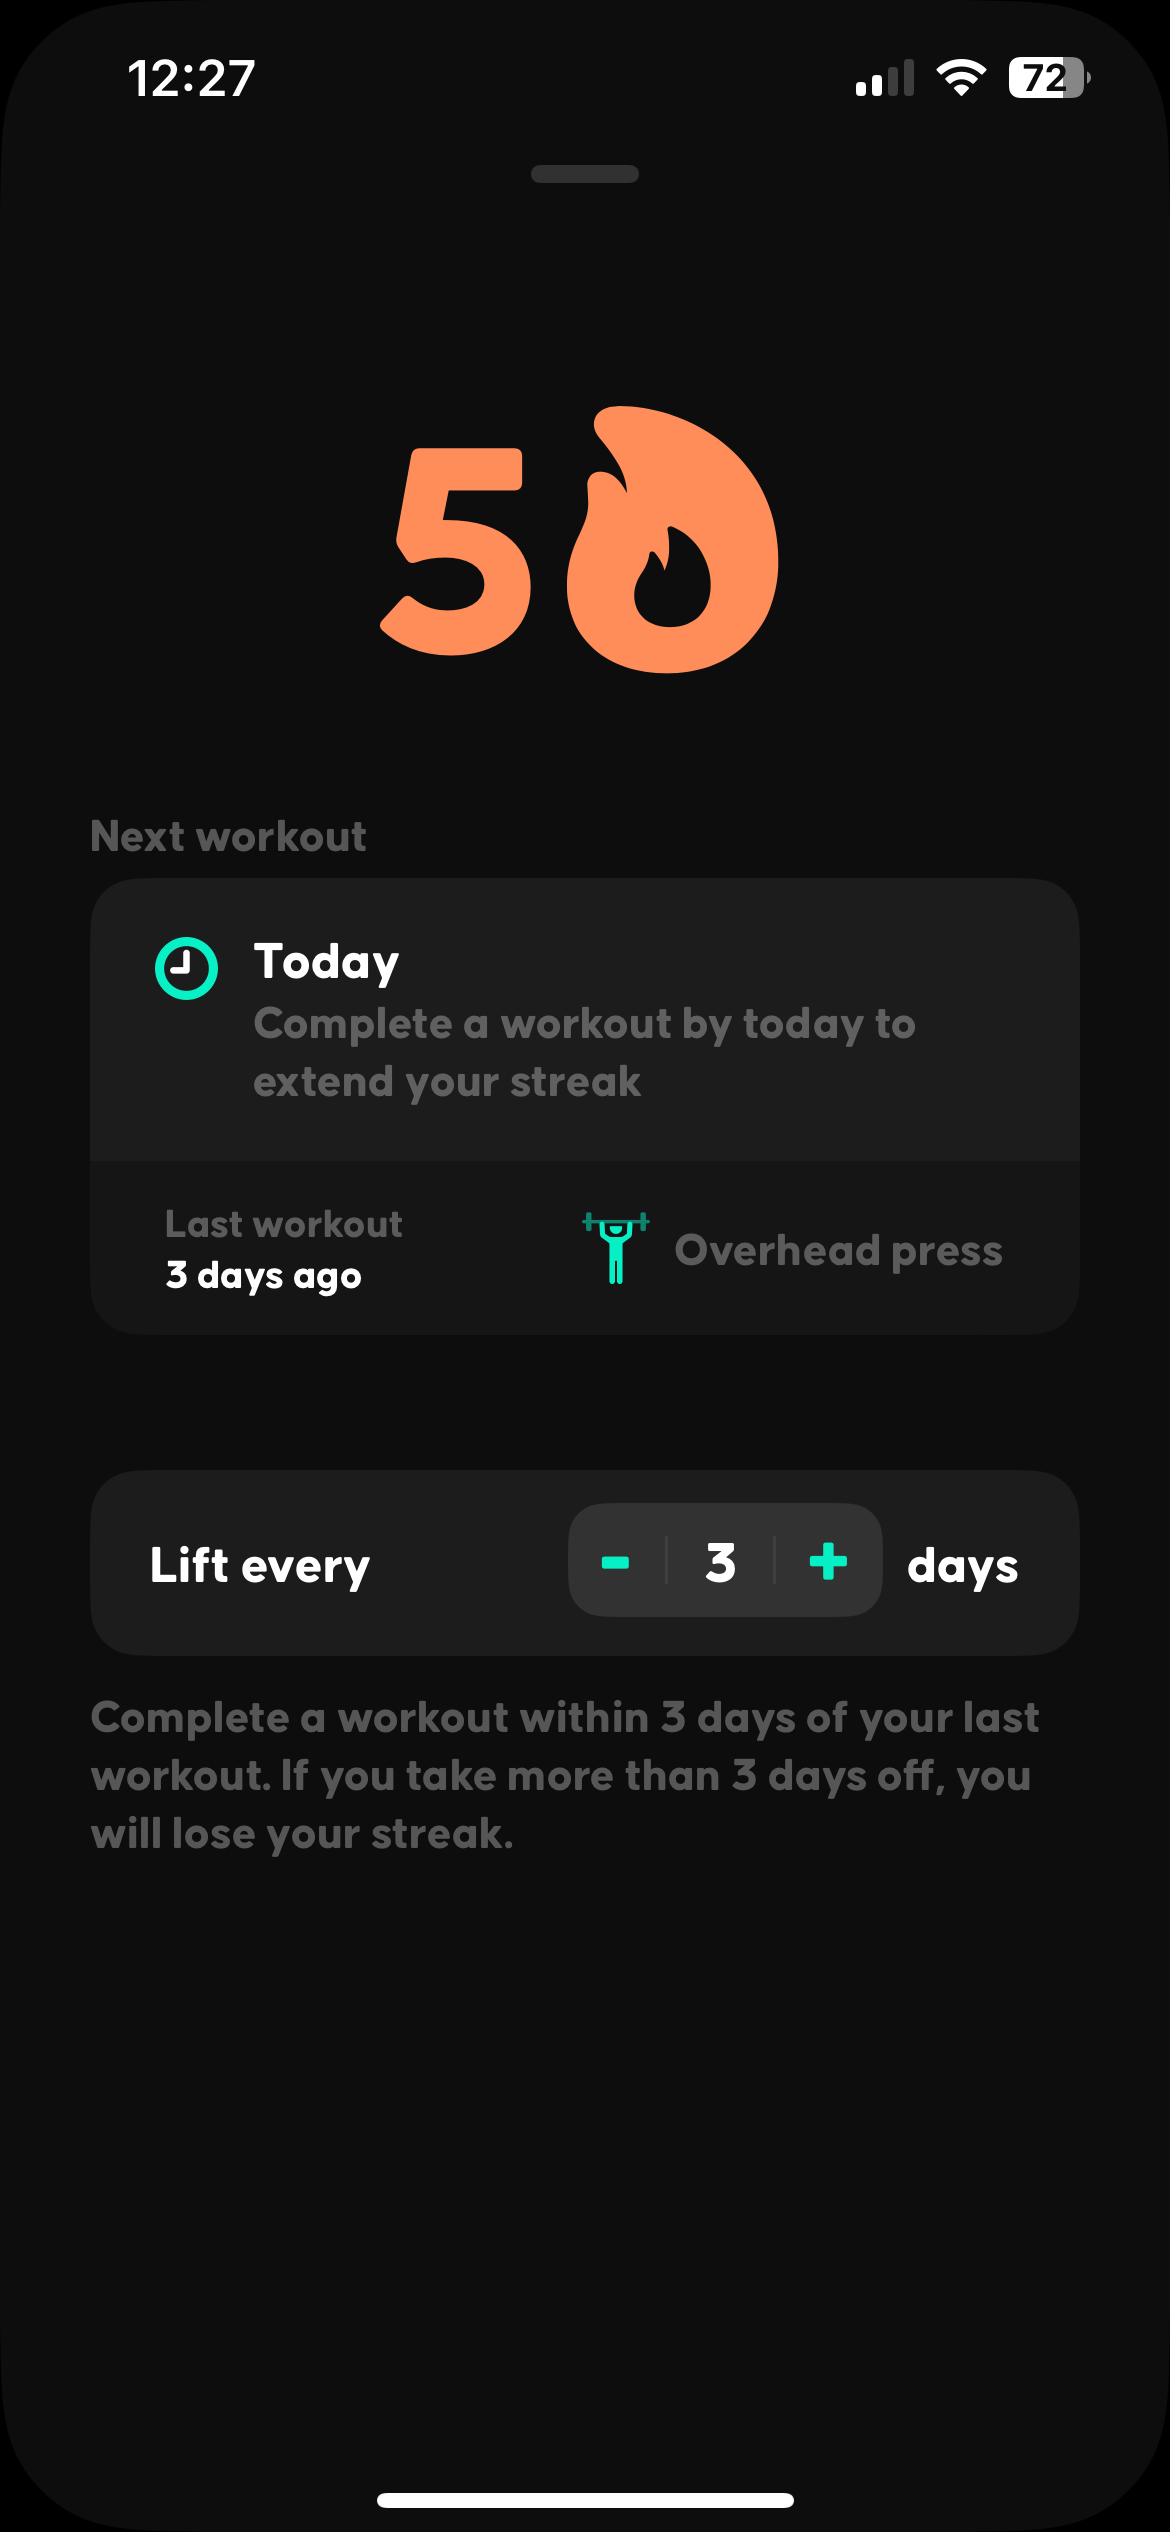 12:27
72
5
Next workout
Today
Complete a workout by today to
extend your streak
Last workout
3 days ago
Overhead press
Lift every
- 3 + days
Complete a workout within 3 days of your last
workout. If you take more than 3 days off, you
will lose your streak.